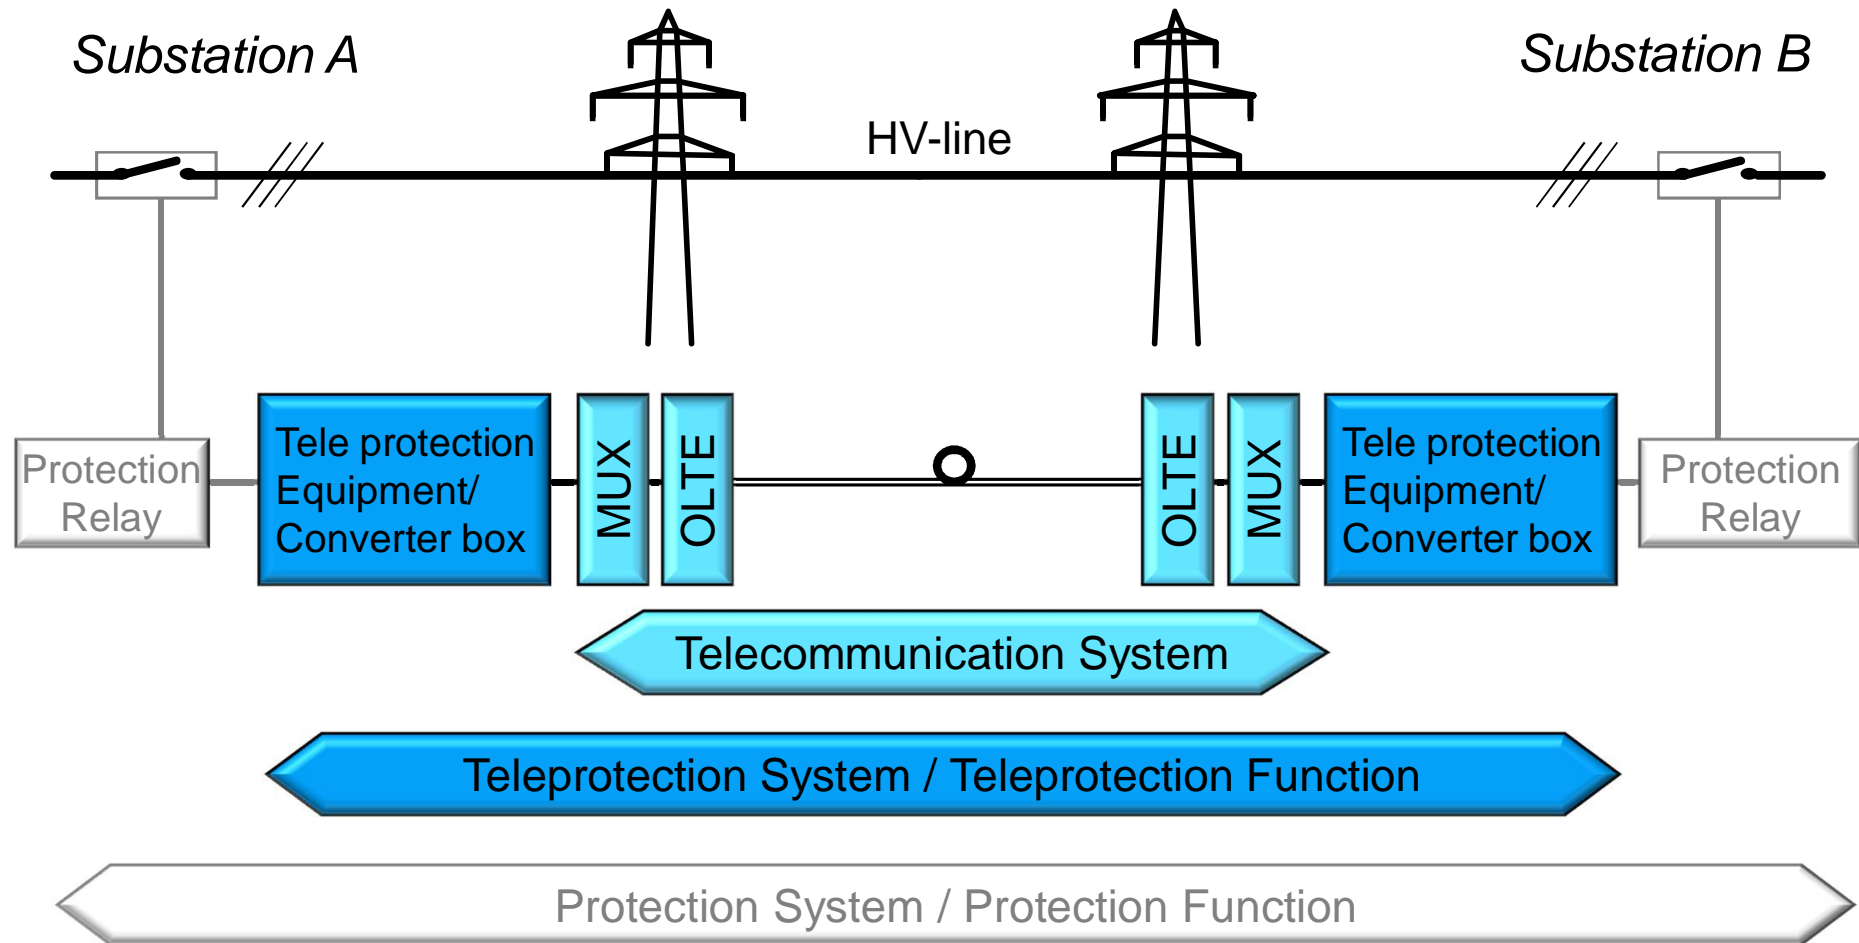 Substation A
Substation B
HV-line
Protection
Relay
Tele protection
Equipment/
Converter box
MUX
OLTE
OLTE
MUX
Tele protection
Equipment/
Converter box
Protection
Relay
Telecommunication System
Teleprotection System / Teleprotection Function
Protection System / Protection Function